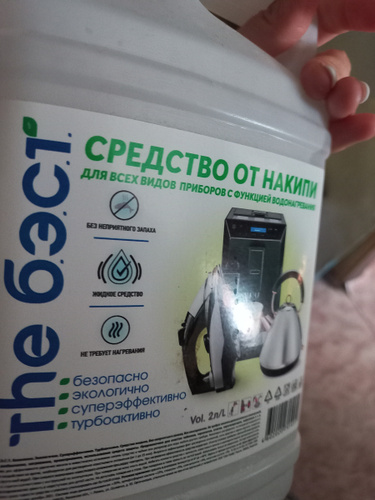 The бэст
СРЕДСТВО ОТ НАКИПИ
ДЛЯ ВСЕХ ВИДОВ ПРИБОРОВ С ФУНКЦИЕЙ ВОДОНАГРЕВАНИЯ
БЕЗ НЕПРИЯТНОГО ЗАПАХА
ЖИДКОЕ СРЕДСТВО
НЕ ТРЕБУЕТ НАГРЕВАНИЯ
безопасно
экологично
суперэффективно
турбоактивно
Vol. 2л/L